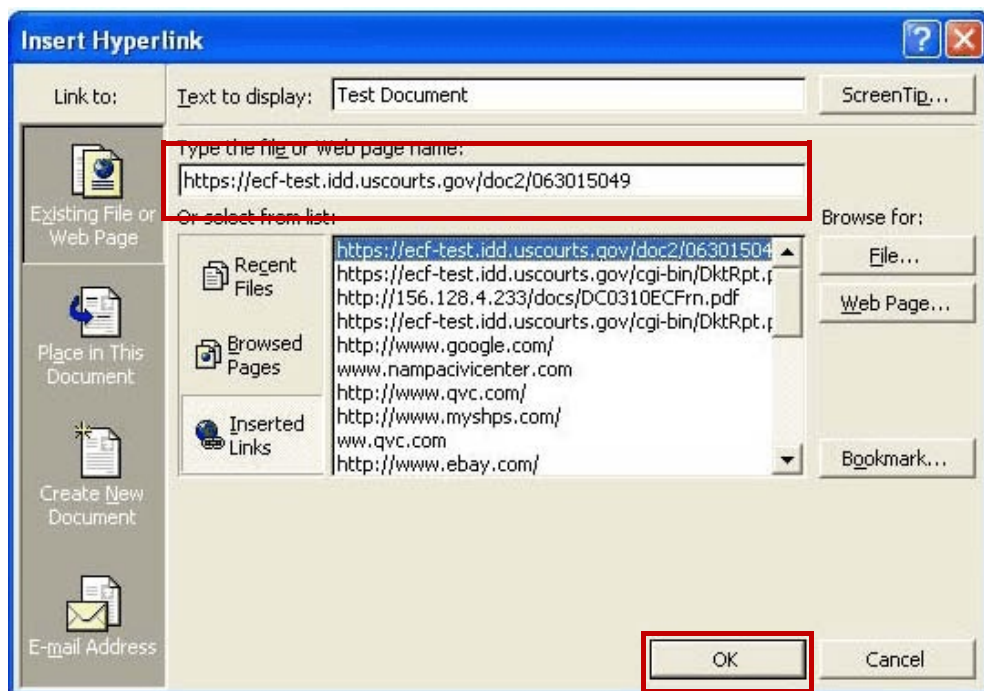 Insert Hyperlink
Link to:
Text to display: Test Document
ScreenTip...
Type the file or Web page name:
https://ecf-test.idd.uscourts.gov/doc2/063015049
Existing File or
Web Page
Or select from list:
Browse for:
Recent
Files
https://ecf-test.idd.uscourts.gov/doc2/06301504
https://ecf-test.idd.uscourts.gov/cgi-bin/DktRpt.p
http://156.128.4.233/docs/DC0310ECFrn.pdf
https://ecf-test.idd.uscourts.gov/cgi-bin/DktRpt.p
http://www.google.com/
www.nampacivicenter.com
http://www.qvc.com/
http://www.myshps.com/
ww.qvc.com
http://www.ebay.com/
File...
Web Page...
Place in This
Document
Browsed
Pages
Inserted
Links
Bookmark...
Create New
Document
E-mail Address
OK
Cancel